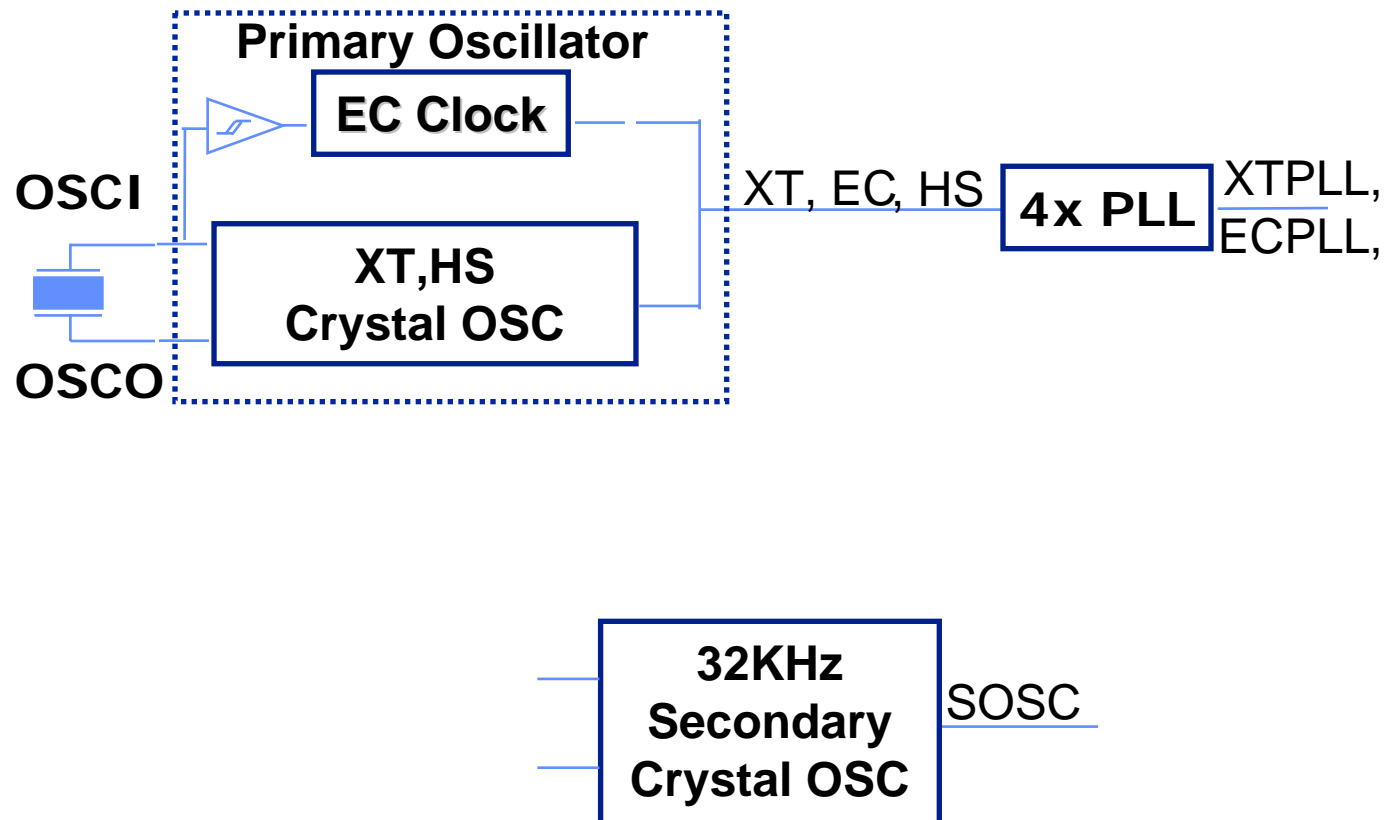 Primary Oscillator
EC Clock
OSCI
XT, EC, HS
4x PLL
XTPLL,
ECPLL,
XT,HS
Crystal OSC
OSCO
32KHz
Secondary
Crystal OSC
SOSC